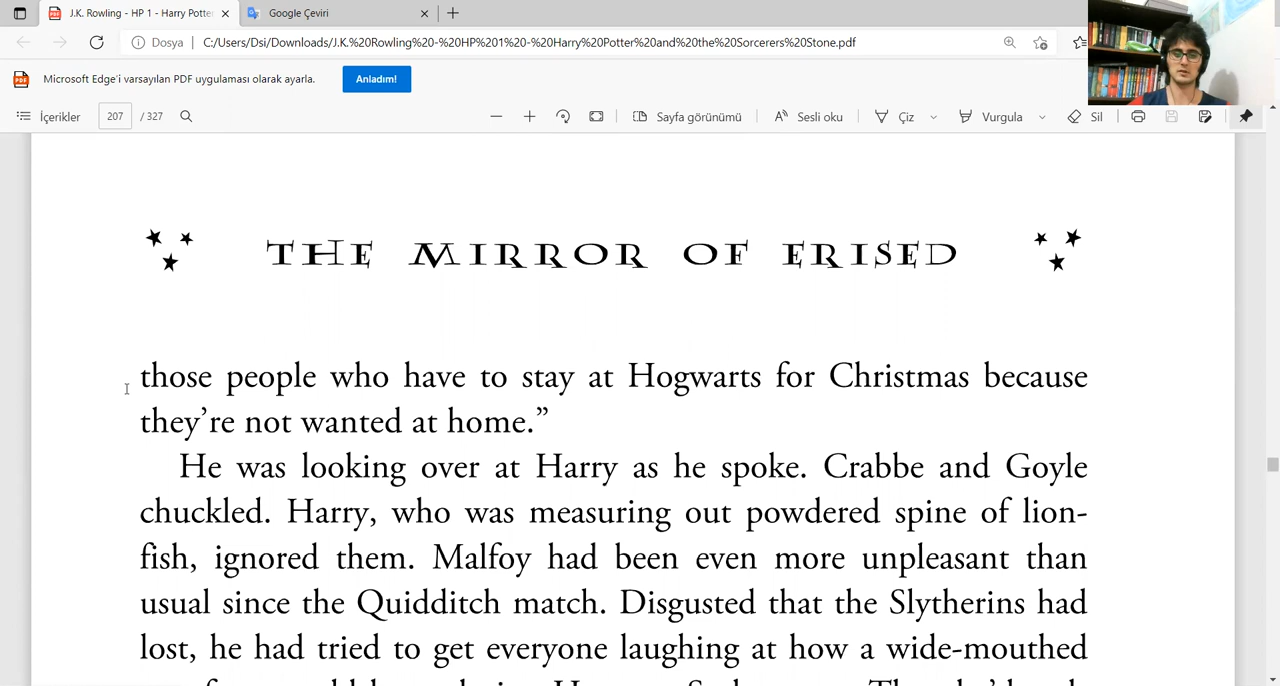 J.K. Rowling - HP 1 - Harry Potter
Google Çeviri
Dosya C:/Users/Dsi/Downloads/J.K.%20Rowling%20-%20HP%201%20-%20Harry%20Potter%20and%20the%20Sorcerers%20Stone.pdf
Microsoft Edge'i varsayılan PDF uygulaması olarak ayarla. Anladım!
İçerikler 207 / 327 Sayfa görünümü Sesli oku Çiz Vurgula Sil
THE MIRROR OF ERISED
those people who have to stay at Hogwarts for Christmas because
they’re not wanted at home.”
He was looking over at Harry as he spoke. Crabbe and Goyle
chuckled. Harry, who was measuring out powdered spine of lion-
fish, ignored them. Malfoy had been even more unpleasant than
usual since the Quidditch match. Disgusted that the Slytherins had
lost, he had tried to get everyone laughing at how a wide-mouthed